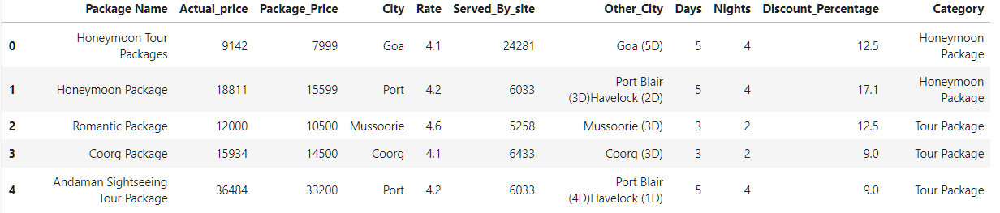 Package Name Actual_price Package_Price City Rate Served_By_site Other_City Days Nights Discount_Percentage Category
0 Honeymoon Tour Packages 9142 7999 Goa 4.1 24281 Goa (5D) 5 4 12.5 Honeymoon Package
1 Honeymoon Package 18811 15599 Port 4.2 6033 Port Blair (3D)Havelock (2D) 5 4 17.1 Honeymoon Package
2 Romantic Package 12000 10500 Mussoorie 4.6 5258 Mussoorie (3D) 3 2 12.5 Tour Package
3 Coorg Package 15934 14500 Coorg 4.1 6433 Coorg (3D) 3 2 9.0 Tour Package
4 Andaman Sightseeing Tour Package 36484 33200 Port 4.2 6033 Port Blair (4D)Havelock (1D) 5 4 9.0 Tour Package